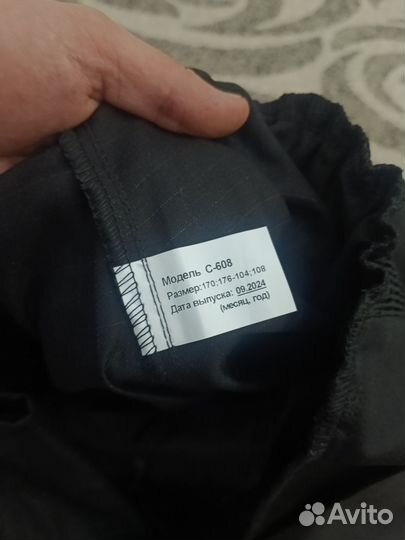 Модель С-608
Размер:170:176-104:108
Дата выпуска: 09.2024
(месяц, год)
Avito